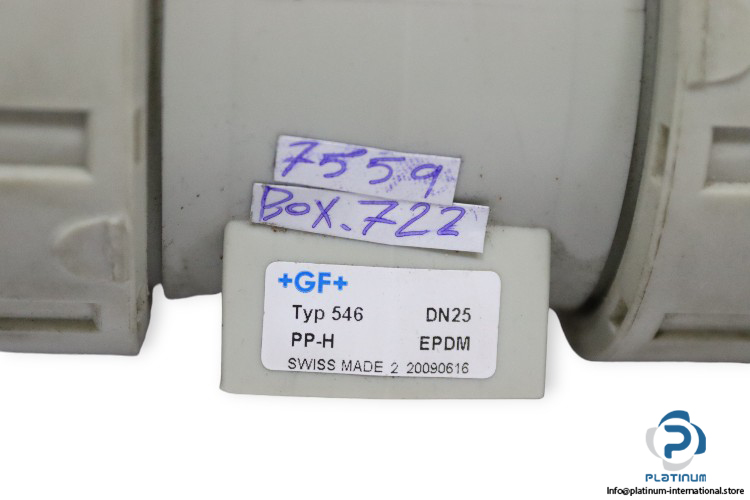 7559
BOX.722
+GF+
Typ 546 DN25
PP-H EPDM
SWISS MADE 2 20090616
PLATINUM
Info@platinum-international.store